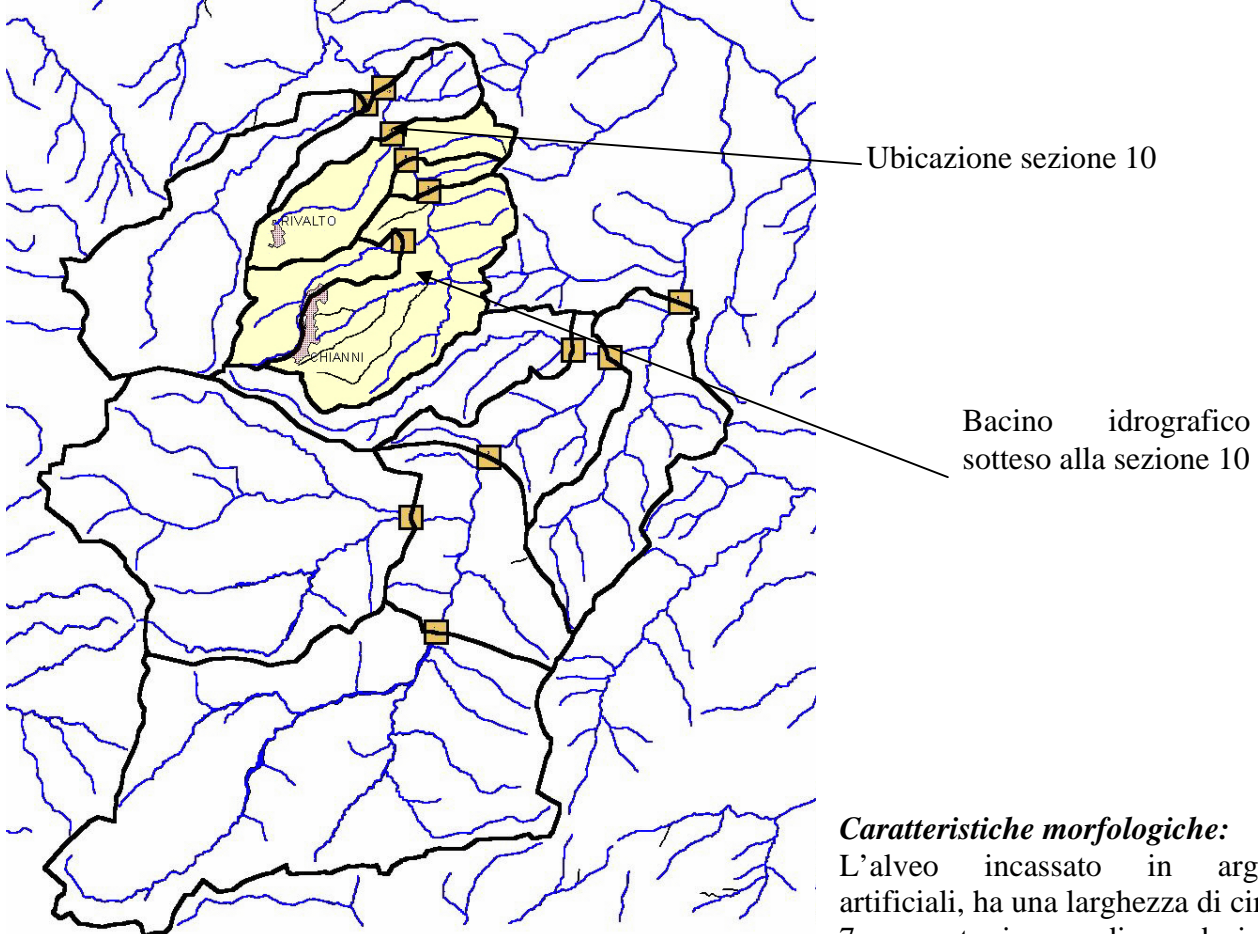 Ubicazione sezione 10
RIVALTO
CHIANNI
Bacino idrografico
sotteso alla sezione 10
Caratteristiche morfologiche:
L'alveo incassato in
artificiali, ha una larghezza di